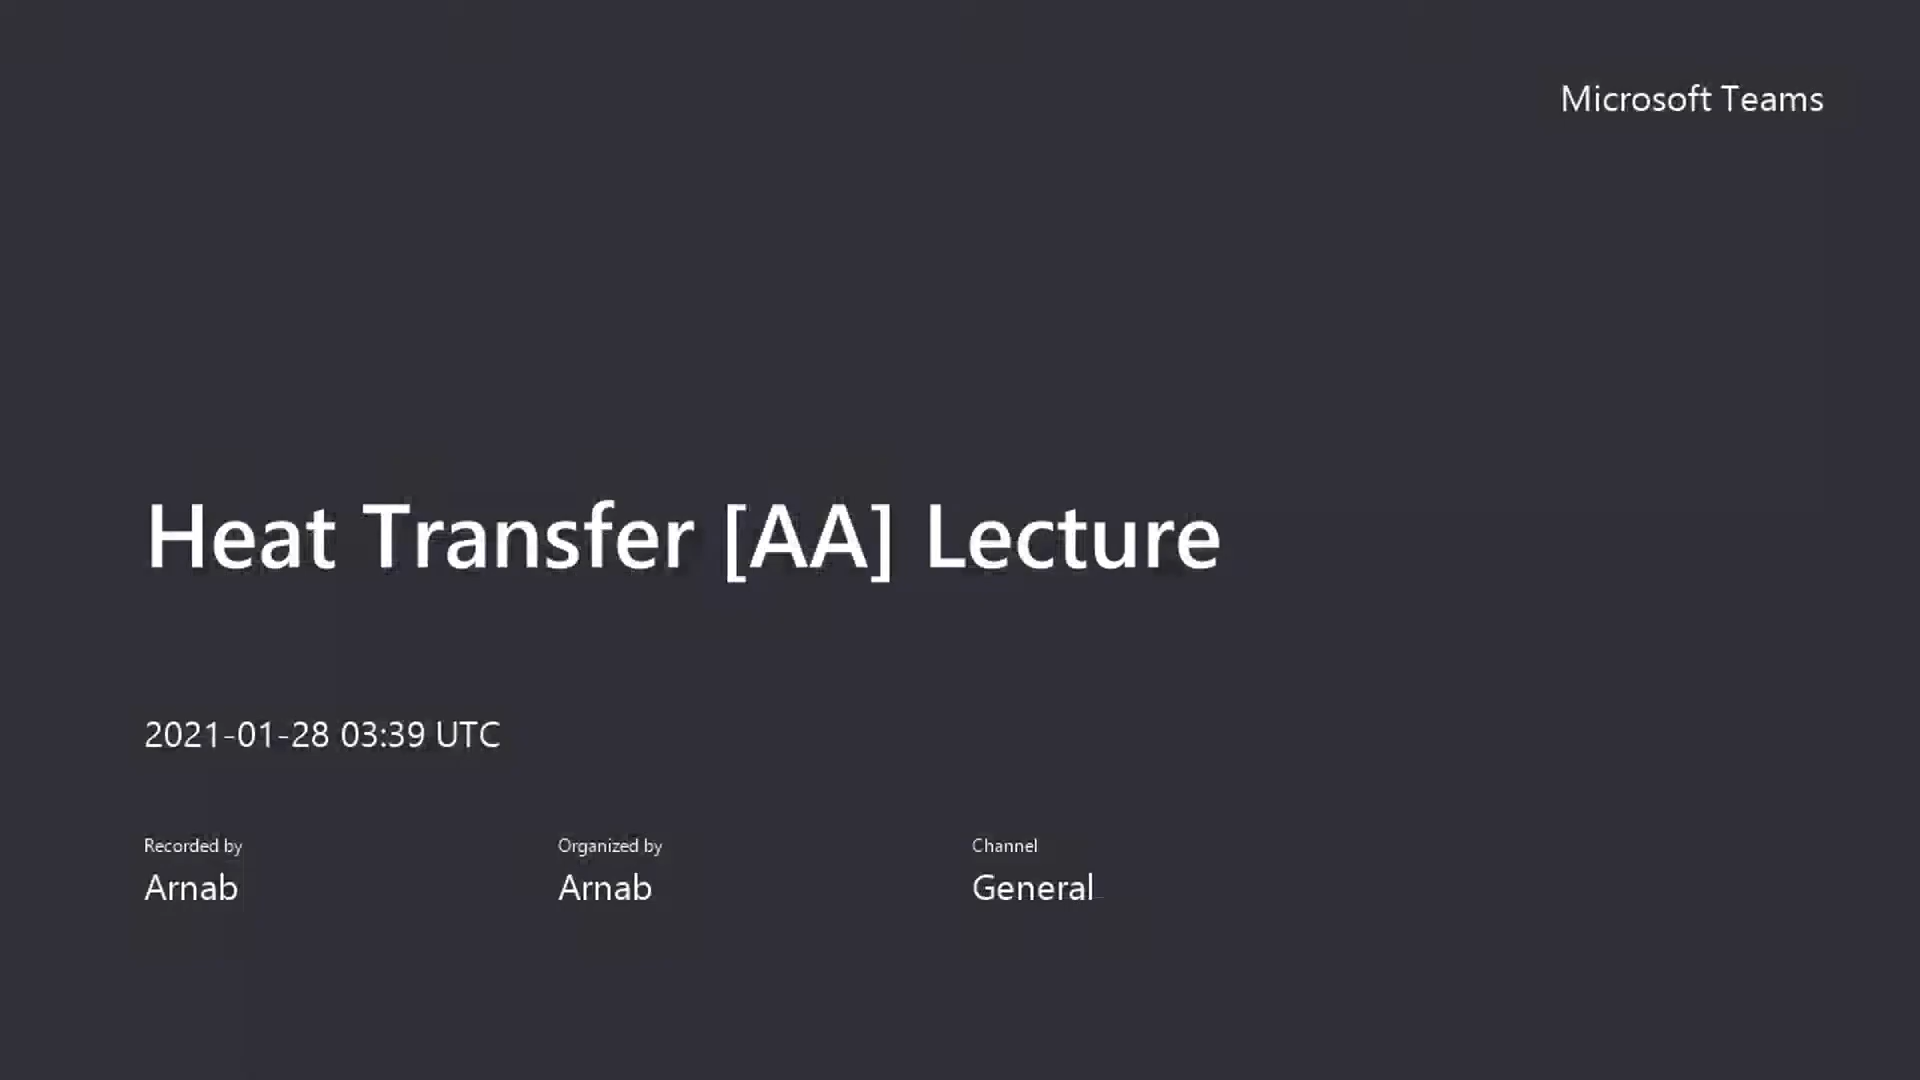 Microsoft Teams
Heat Transfer [AA] Lecture
2021-01-28 03:39 UTC
Recorded by
Arnab
Organized by
Arnab
Channel
General